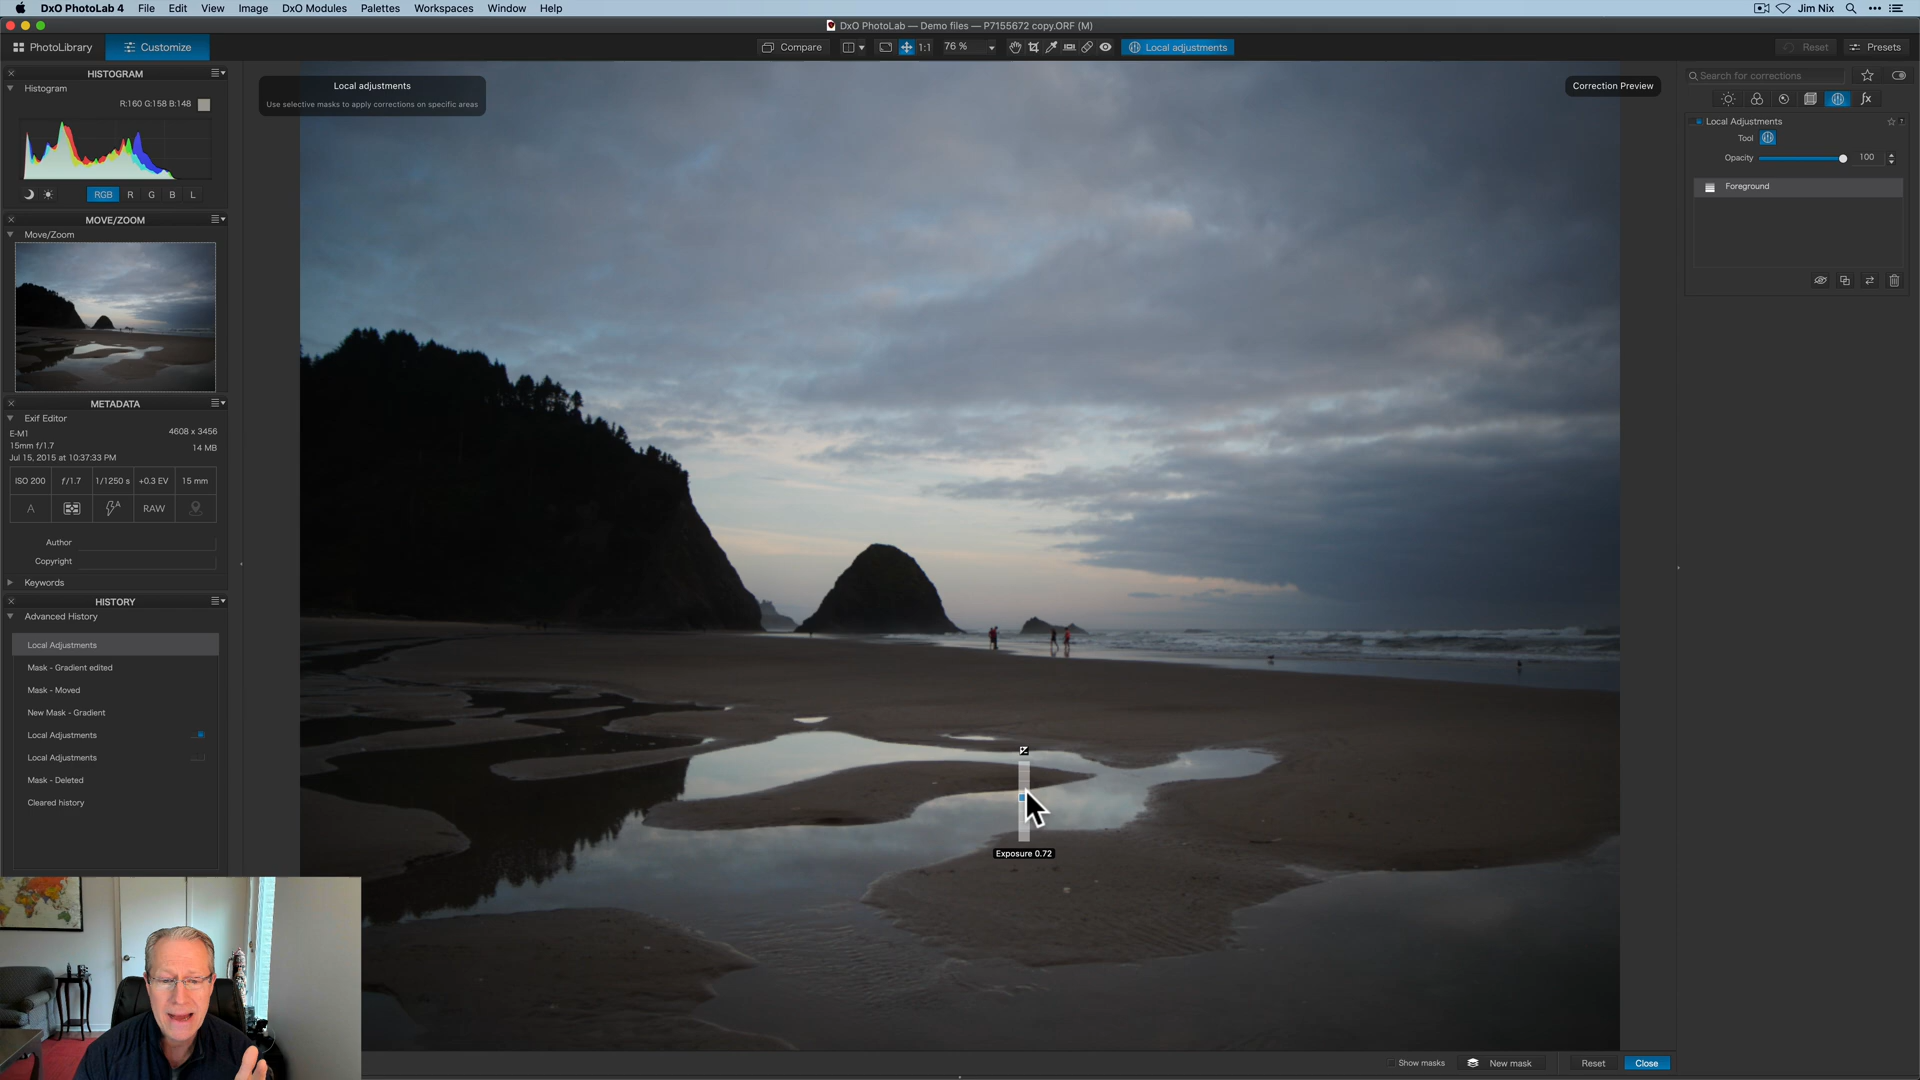 DxO PhotoLab 4 File Edit View Image DxO Modules Palettes Workspaces Window Help Jim Nix
DxO PhotoLab — Demo files — P7155672 copy.ORF (M)
PhotoLibrary Customize Compare 1:1 76 % Local adjustments Reset Presets
HISTOGRAM
Histogram
R:160 G:158 B:148
RGB R G B L
MOVE/ZOOM
Move/Zoom
METADATA
Exif Editor
E-M1 4608 x 3456
15mm f/1.7 14 MB
Jul 15, 2015 at 10:37:33 PM
ISO 200 ƒ/1.7 1/1250 s +0.3 EV 15 mm
A RAW
Author
Copyright
Keywords
HISTORY
Advanced History
Local Adjustments
Mask - Gradient edited
Mask - Moved
New Mask - Gradient
Local Adjustments
Local Adjustments
Mask - Deleted
Cleared history
Local adjustments
Use selective masks to apply corrections on specific areas
Correction Preview
Exposure 0.72
Search for corrections
fx
Local Adjustments
Tool
Opacity 100
Foreground
Show masks New mask Reset Close